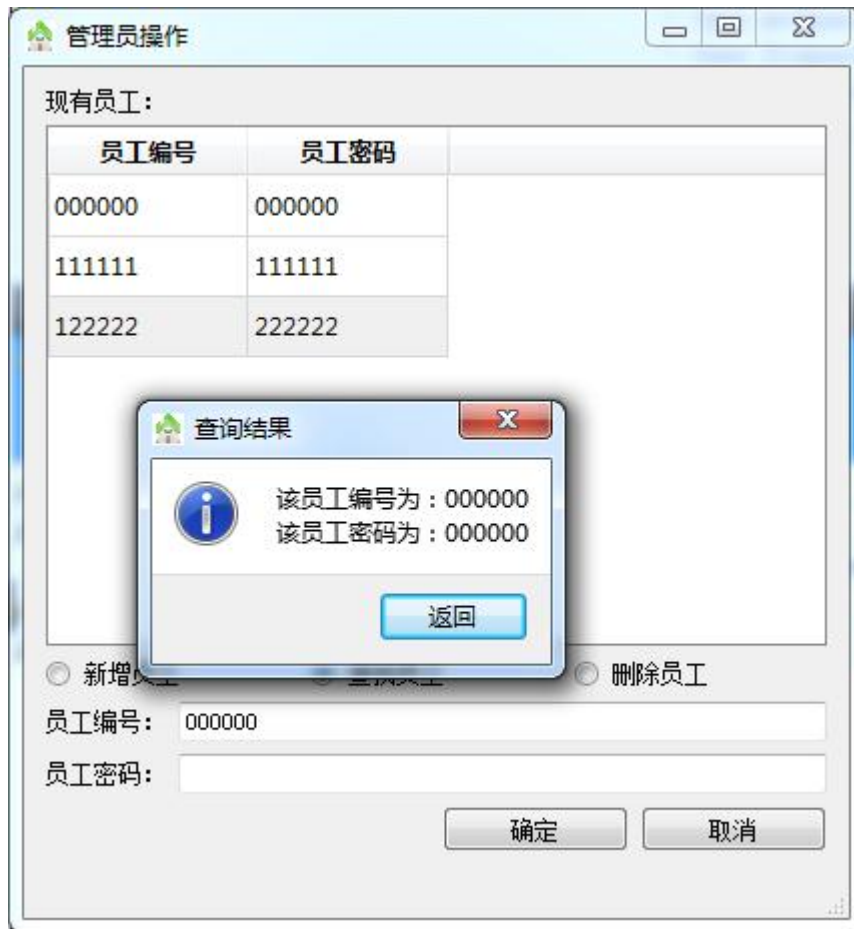 管理员操作
现有员工：
员工编号 员工密码
000000 000000
111111 111111
122222 222222
查询结果
该员工编号为：000000
该员工密码为：000000
返回
新增 删除员工
员工编号： 000000
员工密码：
确定 取消